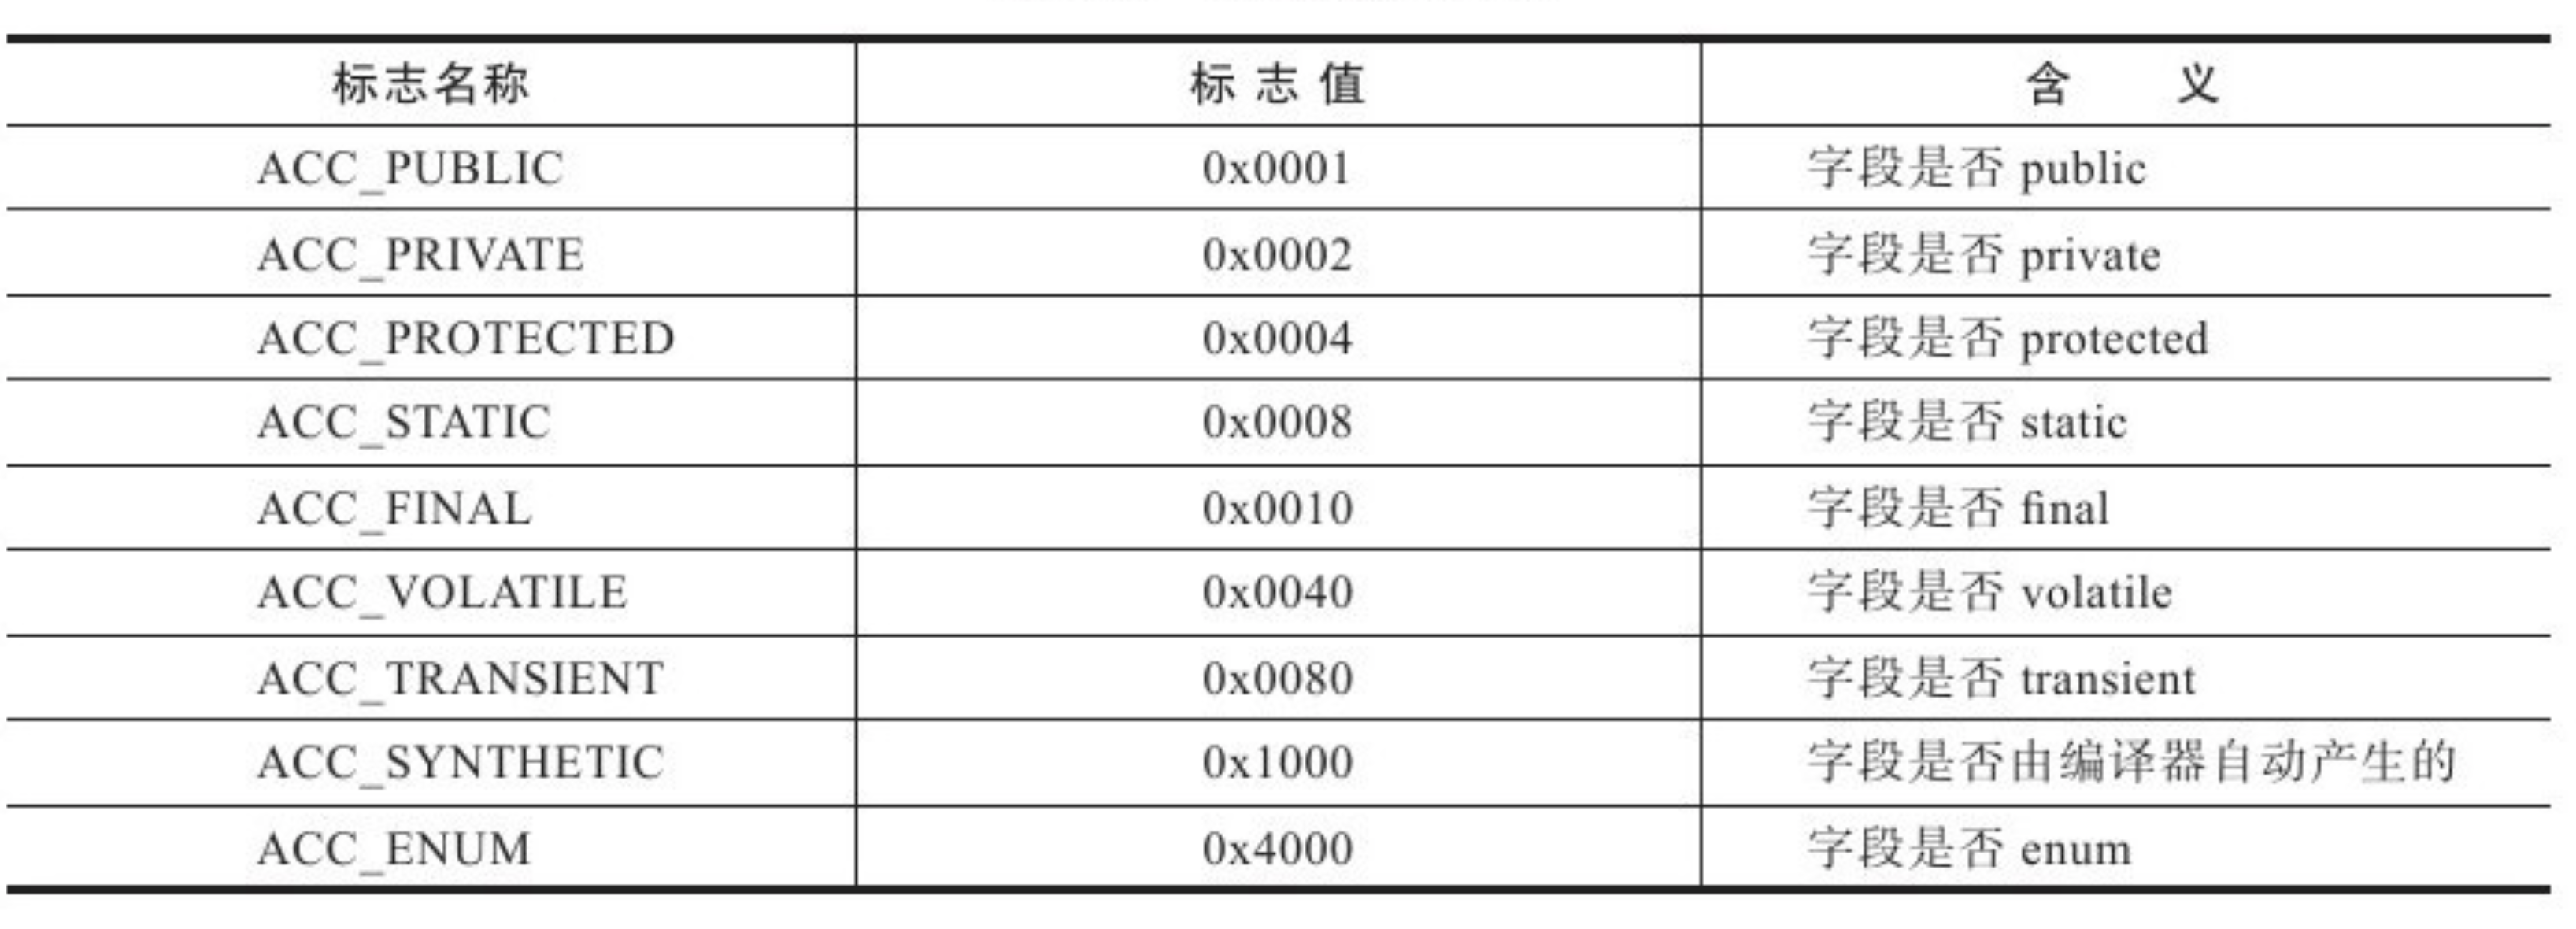 标志名称 标志值 含义
ACC_PUBLIC 0x0001 字段是否 public
ACC_PRIVATE 0x0002 字段是否 private
ACC_PROTECTED 0x0004 字段是否 protected
ACC_STATIC 0x0008 字段是否 static
ACC_FINAL 0x0010 字段是否 final
ACC_VOLATILE 0x0040 字段是否 volatile
ACC_TRANSIENT 0x0080 字段是否 transient
ACC_SYNTHETIC 0x1000 字段是否由编译器自动产生的
ACC_ENUM 0x4000 字段是否 enum